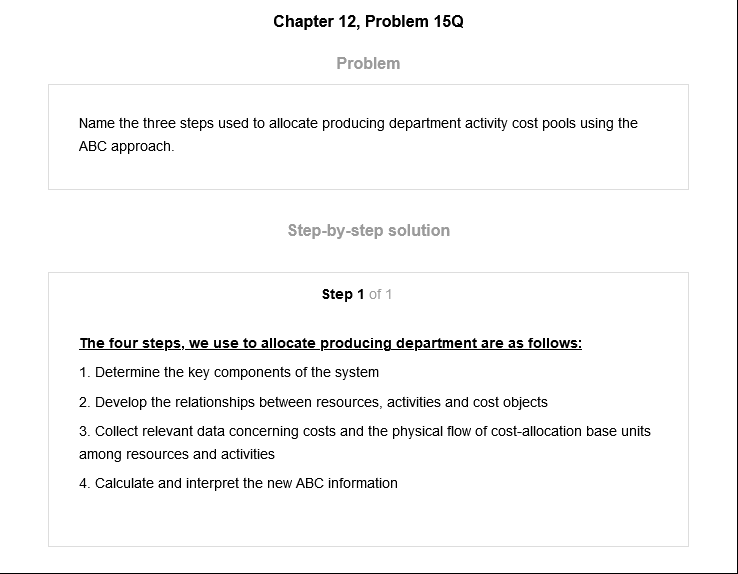 Chapter 12, Problem 15Q
Problem
Name the three steps used to allocate producing department activity cost pools using the
ABC approach.
Step-by-step solution
Step 1 of 1
The four steps, we use to allocate producing department are as follows:
1. Determine the key components of the system
2. Develop the relationships between resources, activities and cost objects
3. Collect relevant data concerning costs and the physical flow of cost-allocation base units
among resources and activities
4. Calculate and interpret the new ABC information